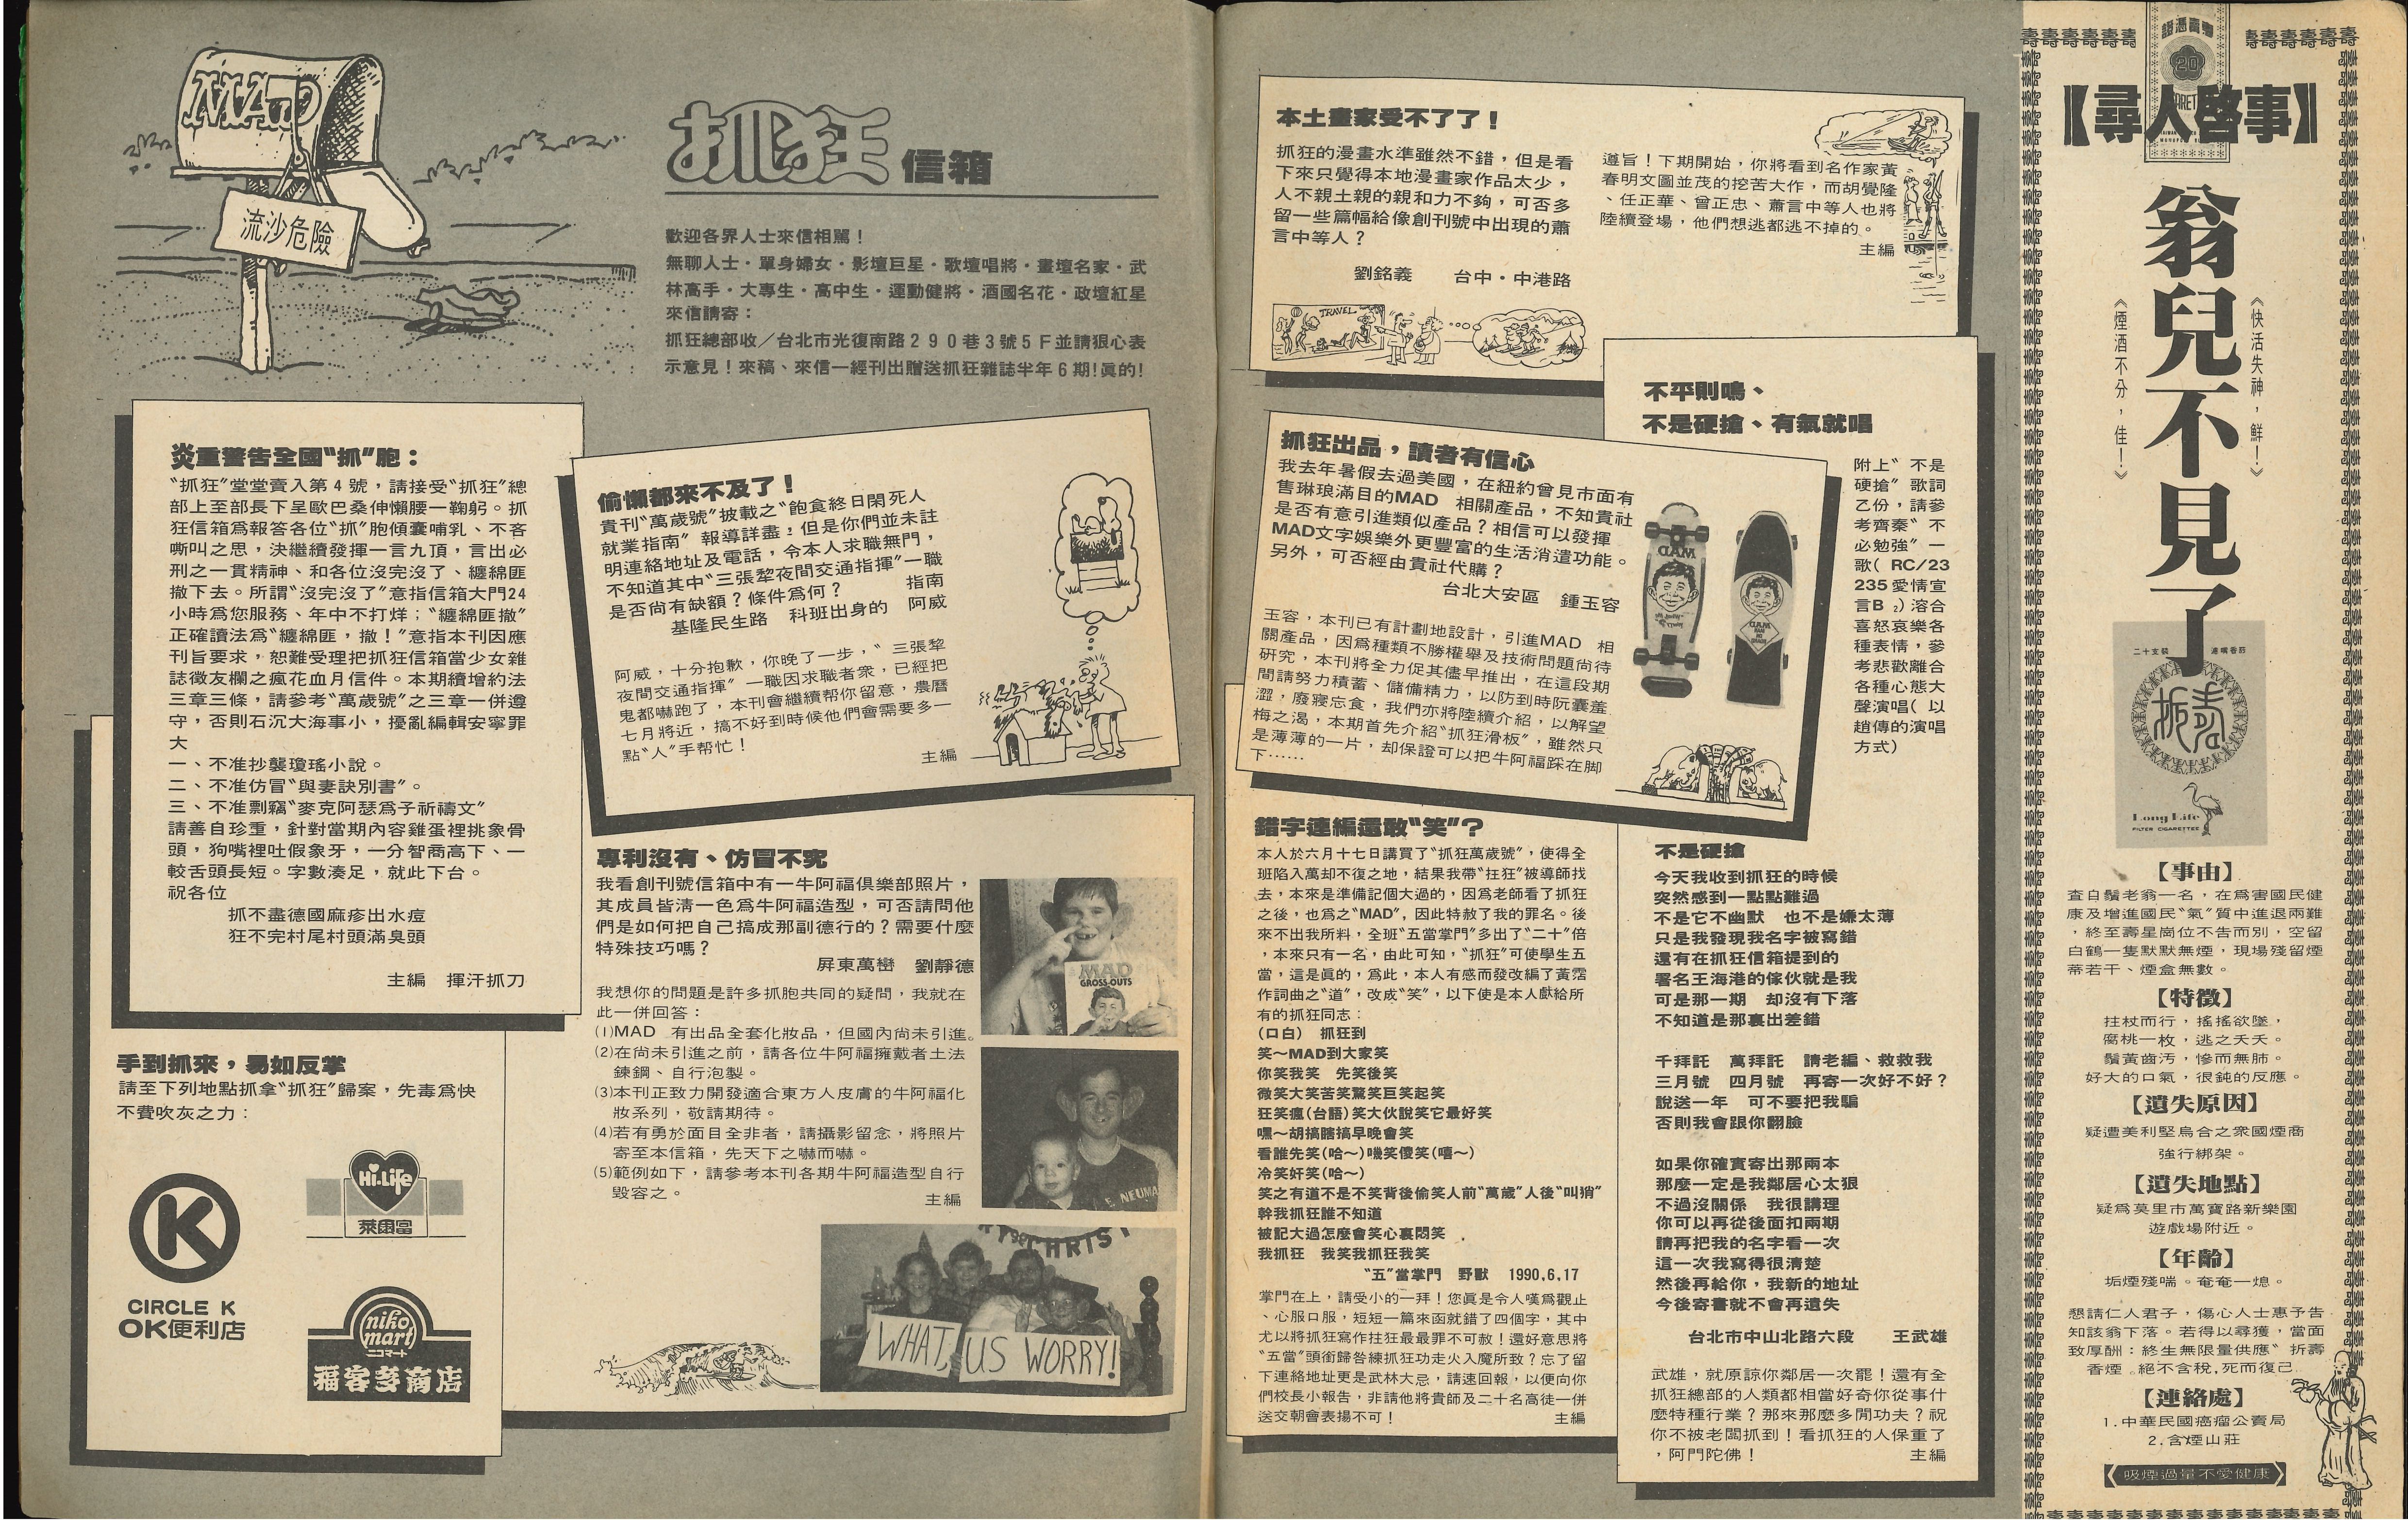 MAD
流沙危險
抓狂信箱
歡迎各界人士來信相罵！
無聊人士・單身婦女・影壇巨星・歌壇唱將・畫壇名家・武
林高手・大專生・高中生・運動健將・酒國名花・政壇紅星
來信請寄：
抓狂總部收／台北市光復南路２９０巷３號５Ｆ並請狠心表
示意見！來稿、來信一經刊出贈送抓狂雜誌半年６期！真的！
炎重警告全國“抓”胞：
“抓狂”堂堂賣入第４號，請接受“抓狂”總
部上至部長下呈歐巴桑伸懶腰一鞠躬。抓
狂信箱爲報答各位“抓”胞傾囊哺乳、不吝
嘶叫之思，決繼續發揮一言九頂，言出必
刑之一貫精神、和各位沒完沒了、纏綿匪
撤下去。所謂“沒完沒了”意指信箱大門24
小時爲您服務、年中不打烊；“纏綿匪撤”
正確讀法爲“纏綿匪，撤！”意指本刊因應
刊旨要求，恕難受理把抓狂信箱當少女雜
誌徵友欄之瘋花血月信件。本期續增約法
三章三條，請參考“萬歲號”之三章一併遵
守，否則石沉大海事小，擾亂編輯安寧罪
大
一、不准抄襲瓊瑤小說。
二、不准仿冒“與妻訣別書”。
三、不准剽竊“麥克阿瑟爲子祈禱文”
請善自珍重，針對當期內容雞蛋裡挑象骨
頭，狗嘴裡吐假象牙，一分智商高下、一
較舌頭長短。字數湊足，就此下台。
祝各位
抓不盡德國麻疹出水痘
狂不完村尾村頭滿臭頭
主編　揮汗抓刀
手到抓來，易如反掌
請至下列地點抓拿“抓狂”歸案，先毒爲快
不費吹灰之力：
CIRCLE K
OK便利店
Hi-Life
萊爾富
niko
mart
ニコマート
福客多商店
偷懶都來不及了！
貴刊“萬歲號”披載之“飽食終日閑死人
就業指南”報導詳盡，但是你們並未註
明連絡地址及電話，令本人求職無門，
不知道其中“三張犂夜間交通指揮”一職
是否尚有缺額？條件爲何？　指南
基隆民生路　科班出身的　阿威
阿威，十分抱歉，你晚了一步，“三張犂
夜間交通指揮”一職因求職者衆，已經把
鬼都嚇跑了，本刊會繼續帮你留意，農曆
七月將近，搞不好到時候他們會需要多一
點“人”手帮忙！
主編
專利沒有、仿冒不究
我看創刊號信箱中有一牛阿福俱樂部照片，
其成員皆清一色爲牛阿福造型，可否請問他
們是如何把自己搞成那副德行的？需要什麼
特殊技巧嗎？
屏東萬巒　劉靜德
我想你的問題是許多抓胞共同的疑問，我就在
此一併回答：
⑴MAD 有出品全套化妝品，但國內尚未引進。
⑵在尚未引進之前，請各位牛阿福擁戴者土法
鍊鋼、自行泡製。
⑶本刊正致力開發適合東方人皮膚的牛阿福化
妝系列，敬請期待。
⑷若有勇於面目全非者，請攝影留念，將照片
寄至本信箱，先天下之嚇而嚇。
⑸範例如下，請參考本刊各期牛阿福造型自行
毀容之。
主編
MAD
GROSS-OUTS
E. NEUMA
CHRIST
WHAT, US WORRY!
本土畫家受不了了！
抓狂的漫畫水準雖然不錯，但是看
下來只覺得本地漫畫家作品太少，
人不親土親的親和力不夠，可否多
留一些篇幅給像創刊號中出現的蕭
言中等人？
劉銘義　台中・中港路
TRAVEL
遵旨！下期開始，你將看到名作家黃
春明文圖並茂的挖苦大作，而胡覺隆
、任正華、曾正忠、蕭言中等人也將
陸續登場，他們想逃都逃不掉的。
主編
抓狂出品，讀者有信心
我去年暑假去過美國，在紐約曾見市面有
售琳琅滿目的MAD 相關產品，不知貴社
是否有意引進類似產品？相信可以發揮
MAD文字娛樂外更豐富的生活消遣功能。
另外，可否經由貴社代購？
台北大安區　鍾玉容
玉容，本刊已有計劃地設計，引進MAD 相
關產品，因爲種類不勝權舉及技術問題尚待
研究，本刊將全力促其儘早推出，在這段期
間請努力積蓄、儲備精力，以防到時阮囊羞
澀，廢寢忘食，我們亦將陸續介紹，以解望
梅之渴，本期首先介紹“抓狂滑板”，雖然只
是薄薄的一片，却保證可以把牛阿福踩在脚
下⋯⋯
錯字連編還敢“笑”？
本人於六月十七日講買了“抓狂萬歲號”，使得全
班陷入萬却不復之地，結果我帶“拄狂”被導師找
去，本來是準備記個大過的，因爲老師看了抓狂
之後，也爲之“MAD”，因此特赦了我的罪名。後
來不出我所料，全班“五當掌門”多出了“二十”倍
，本來只有一名，由此可知，“抓狂”可使學生五
當，這是眞的，爲此，本人有感而發改編了黃霑
作詞曲之“道”，改成“笑”，以下使是本人獻給所
有的抓狂同志：
（口白）　抓狂到
笑～MAD到大家笑
你笑我笑　先笑後笑
微笑大笑苦笑驚笑巨笑起笑
狂笑瘋(台語)笑大伙說笑它最好笑
嘿～胡搞瞎搞早晚會笑
看誰先笑(哈～)嘰笑傻笑(嘻～)
冷笑奸笑(哈～)
笑之有道不是不笑背後偷笑人前“萬歲”人後“叫狷”
幹我抓狂誰不知道
被記大過怎麼會笑心裏悶笑
我抓狂　我笑我抓狂我笑
“五”當掌門　野獸　1990.6.17
掌門在上，請受小的一拜！您眞是令人嘆爲觀止
、心服口服，短短一篇來函就錯了四個字，其中
尤以將抓狂寫作拄狂最最罪不可赦！還好意思將
“五當”頭銜歸咎練抓狂功走火入魔所致？忘了留
下連絡地址更是武林大忌，請速回報，以便向你
們校長小報告，非請他將貴師及二十名高徒一併
送交朝會表揚不可！　主編
不平則鳴、
不是硬搶、有氣就唱
附上“不是
硬搶”歌詞
乙份，請參
考齊秦“不
必勉強”一
歌( RC/23
235愛情宣
言B₂)溶合
喜怒哀樂各
種表情，參
考悲歡離合
各種心態大
聲演唱( 以
趙傳的演唱
方式)
不是硬搶
今天我收到抓狂的時候
突然感到一點點難過
不是它不幽默　也不是嫌太薄
只是我發現我名字被寫錯
還有在抓狂信箱提到的
署名王海港的傢伙就是我
可是那一期　却沒有下落
不知道是那裏出差錯
千拜託　萬拜託　請老編、救救我
三月號　四月號　再寄一次好不好？
說送一年　可不要把我騙
否則我會跟你翻臉
如果你確實寄出那兩本
那麼一定是我鄰居心太狠
不過沒關係　我很講理
你可以再從後面扣兩期
請再把我的名字看一次
這一次我寫得很清楚
然後再給你，我新的地址
今後寄書就不會再遺失
台北市中山北路六段　王武雄
武雄，就原諒你鄰居一次罷！還有全
抓狂總部的人類都相當好奇你從事什
麼特種行業？那來那麼多閒功夫？祝
你不被老闆抓到！看抓狂的人保重了
，阿門陀佛！　主編
【尋人啓事】
翁兒不見了
《快活失神，鮮！》
《煙酒不分，佳！》
二十支裝　濾嘴香菸
Long Life
FILTER CIGARETTES
【事由】
查白鬚老翁一名，在爲害國民健
康及增進國民“氣”質中進退兩難
，終至壽星崗位不告而別，空留
白鶴一隻默默無煙，現場殘留煙
蒂若干、煙盒無數。
【特徵】
拄杖而行，搖搖欲墜，
腐桃一枚，逃之夭夭。
鬚黃齒污，慘而無肺。
好大的口氣，很鈍的反應。
【遺失原因】
疑遭美利堅烏合之衆國煙商
強行綁架。
【遺失地點】
疑爲莫里市萬寶路新樂園
遊戲場附近。
【年齡】
垢煙殘喘。奄奄一熄。
懇請仁人君子，傷心人士惠予告
知該翁下落。若得以尋獲，當面
致厚酬：終生無限量供應“折壽
香煙，絕不含稅，死而復己
【連絡處】
1.中華民國癌瘤公賣局
2.含煙山莊
吸煙過量不愛健康